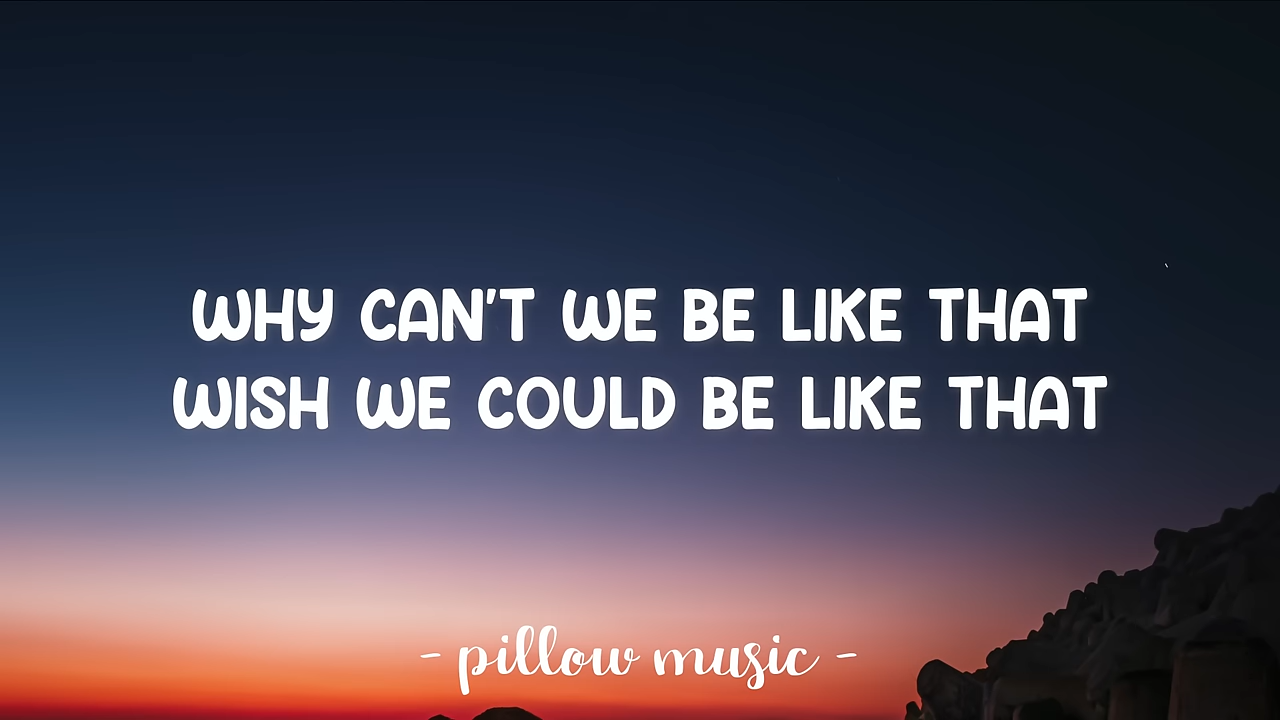 WHY CAN'T WE BE LIKE THAT
WISH WE COULD BE LIKE THAT
- pillow music -